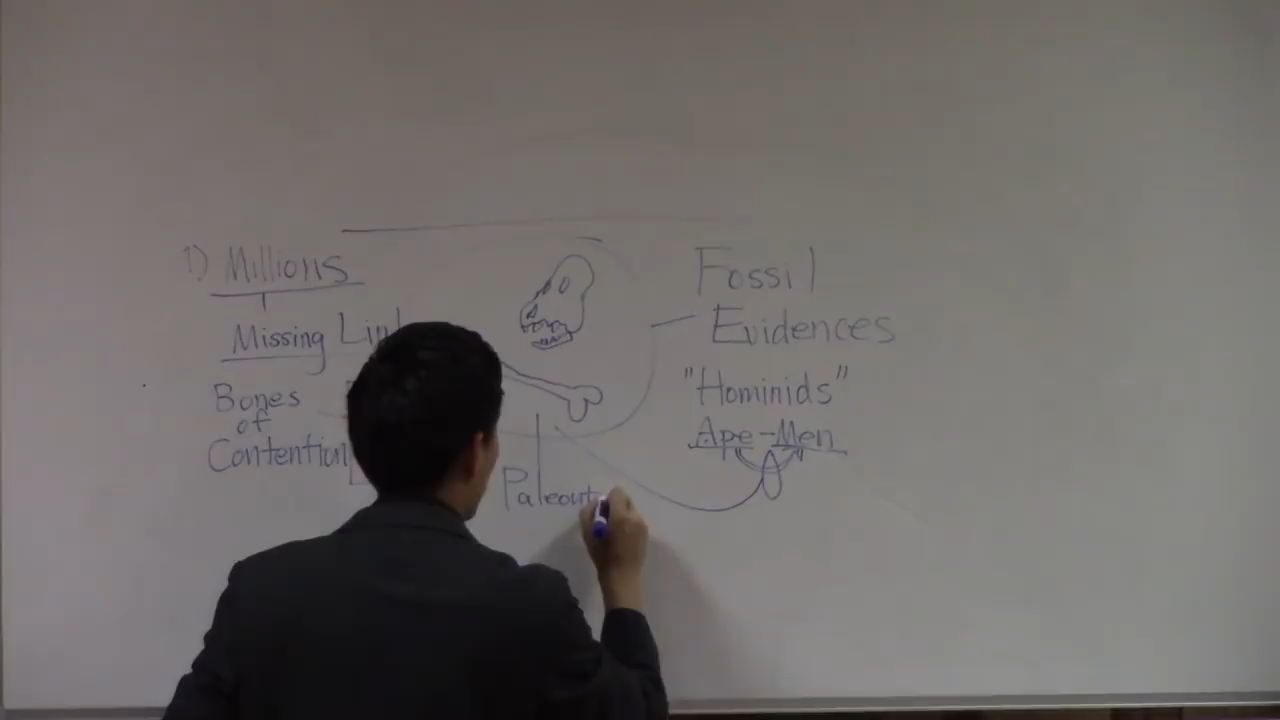 1) Millions
Missing
Bones
of
Contention
Fossil
Evidences
"Hominids"
Ape-Men